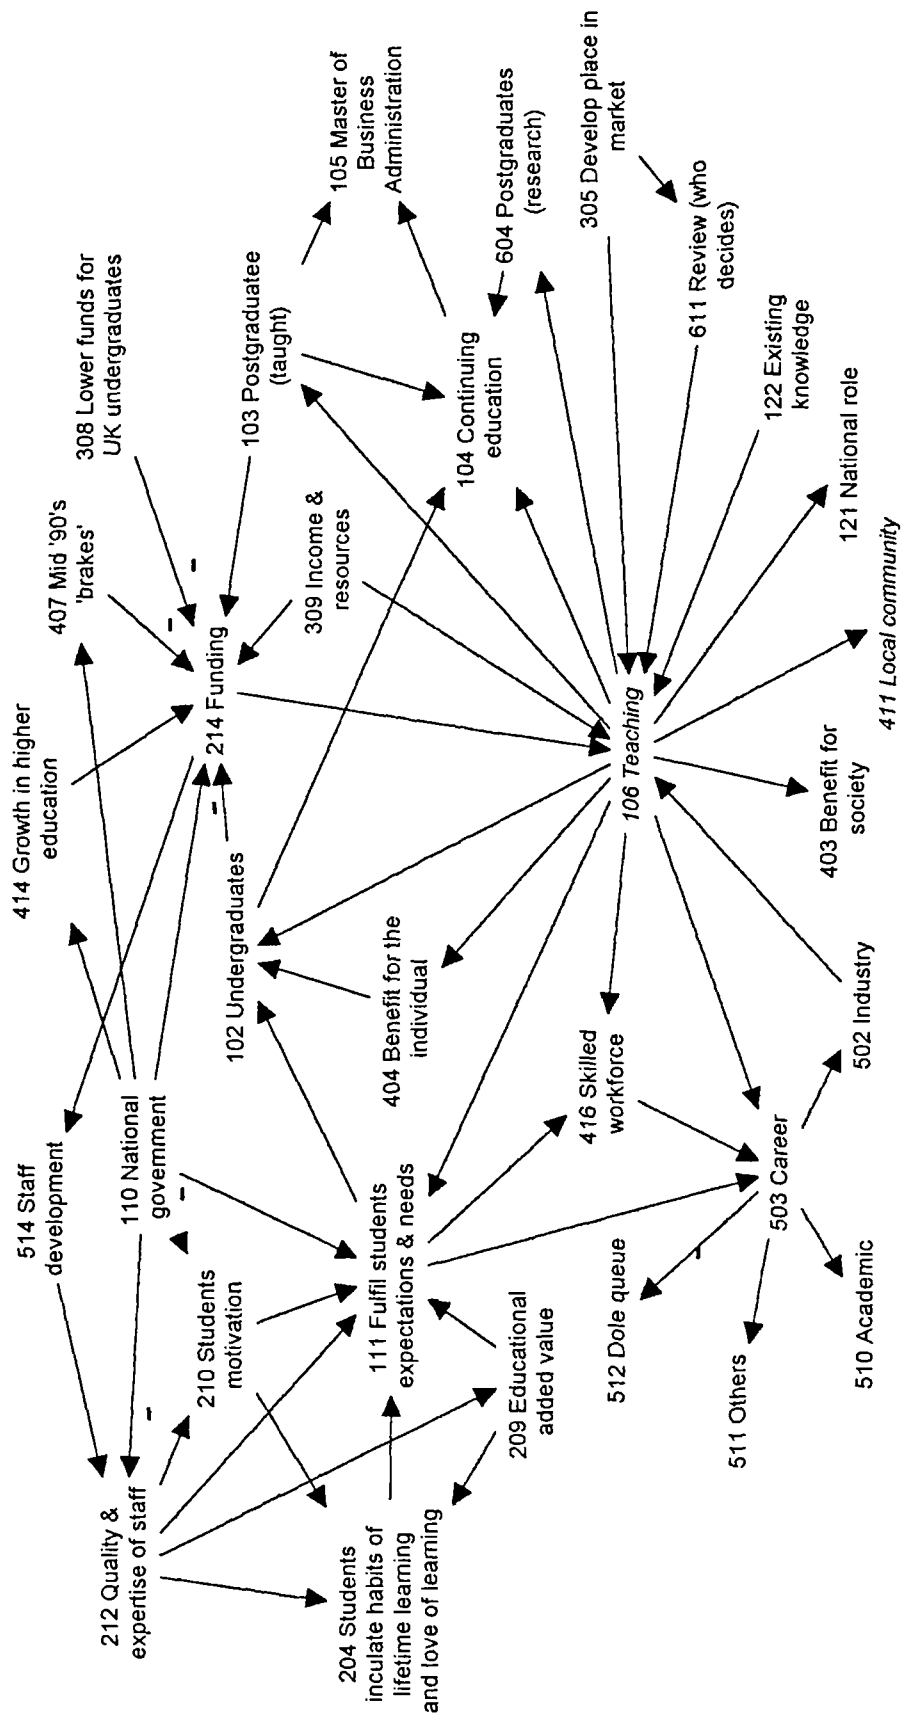 414 Growth in higher
education
514 Staff
development
407 Mid '90's
'brakes'
308 Lower funds for
UK undergraduates
212 Quality &
expertise of staff
110 National
government
210 Students
motivation
102 Undergraduates
214 Funding
103 Postgraduatee
(taught)
309 Income &
resources
105 Master of
Business
Administration
204 Students
inculate habits of
lifetime learning
and love of learning
111 Fulfil students
expectations & needs
404 Benefit for the
individual
104 Continuing
education
604 Postgraduates
(research)
209 Educational
added value
416 Skilled
workforce
106 Teaching
305 Develop place in
market
512 Dole queue
611 Review (who
decides)
511 Others
503 Career
122 Existing
knowledge
403 Benefit for
society
121 National role
510 Academic
502 Industry
411 Local community